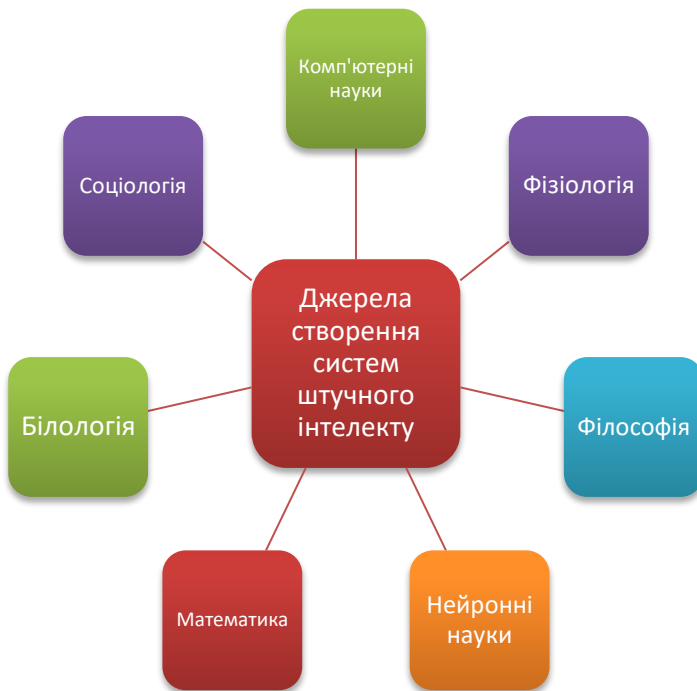 Комп'ютерні
науки
Соціологія
Фізіологія
Джерела
створення
систем
штучного
інтелекту
Білологія
Філософія
Математика
Нейронні
науки